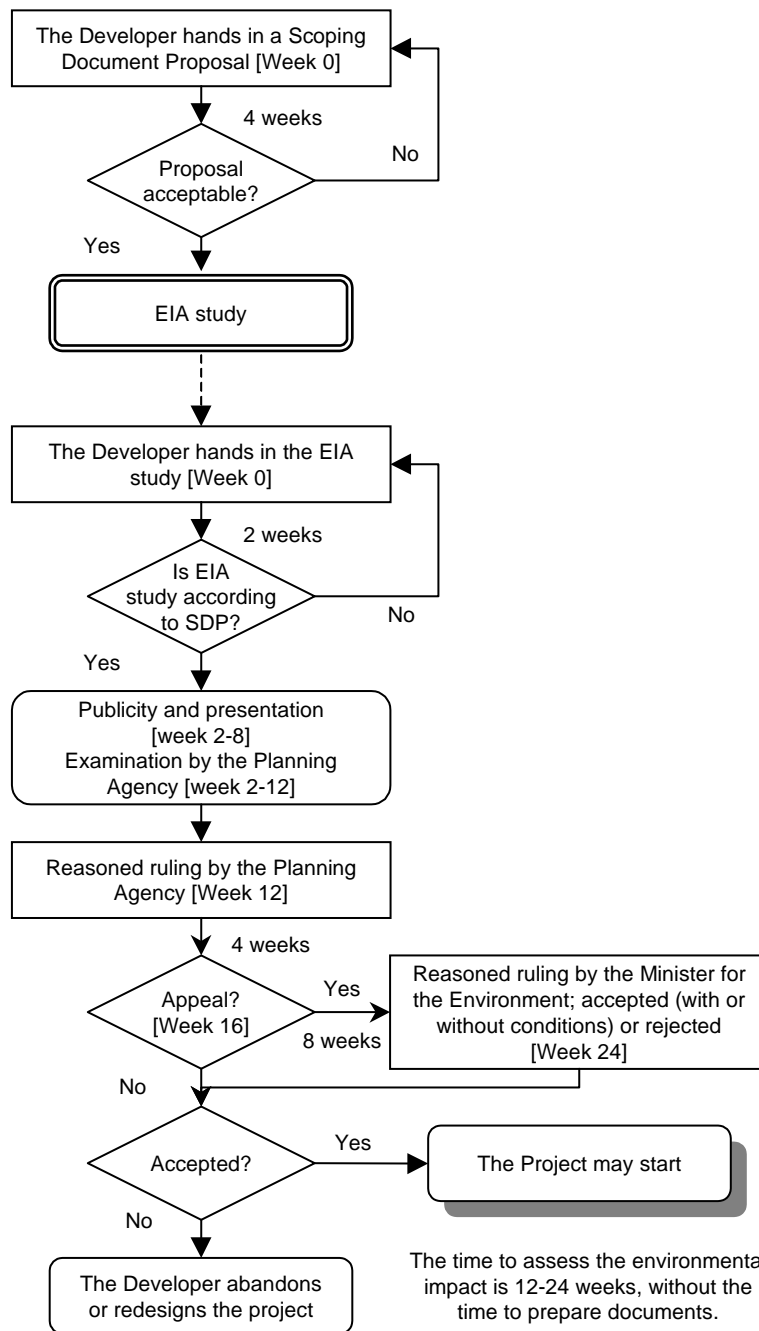 The Developer hands in a Scoping
Document Proposal [Week 0]
4 weeks
No
Proposal
acceptable?
Yes
EIA study
The Developer hands in the EIA
study [Week 0]
2 weeks
Is EIA
study according
to SDP?
No
Yes
Publicity and presentation
[week 2-8]
Examination by the Planning
Agency [week 2-12]
Reasoned ruling by the Planning
Agency [Week 12]
4 weeks
Appeal?
[Week 16]
Yes
8 weeks
Reasoned ruling by the Minister for
the Environment; accepted (with or
without conditions) or rejected
[Week 24]
No
Accepted?
Yes
The Project may start
No
The Developer abandons
or redesigns the project
The time to assess the environmenta
impact is 12-24 weeks, without the
time to prepare documents.